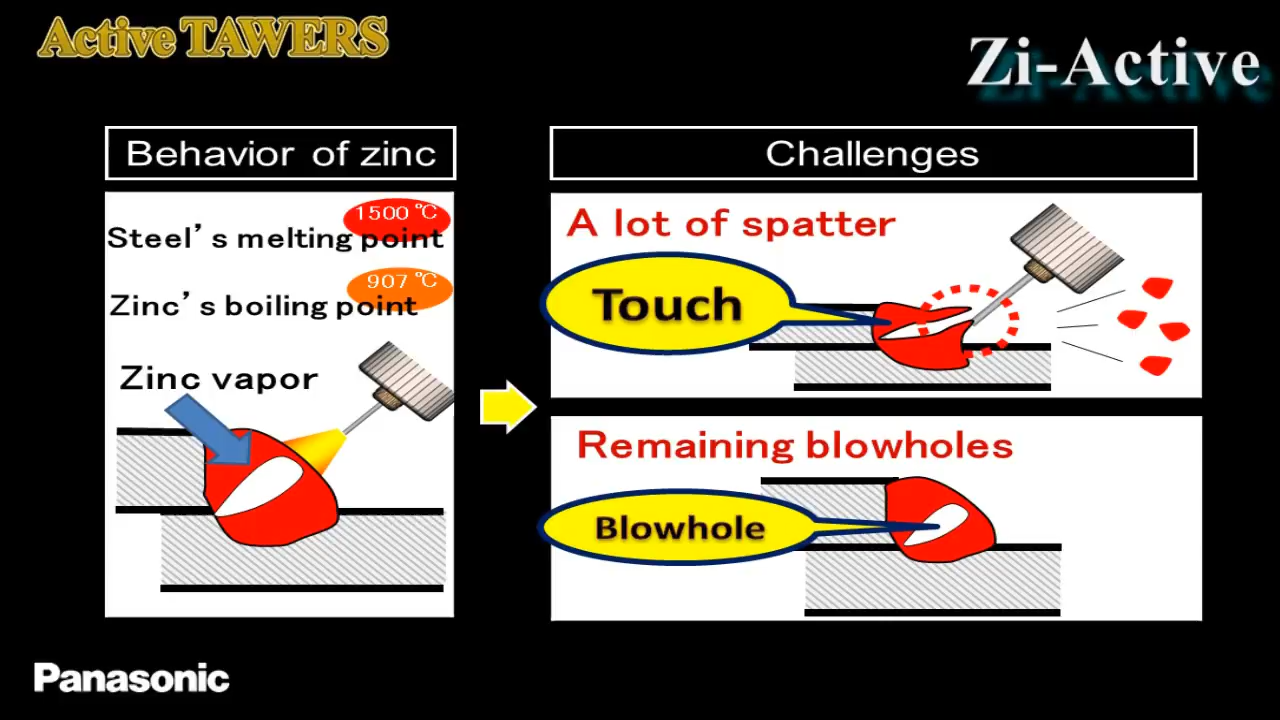 Active TAWERS
Zi-Active
Behavior of zinc
Challenges
1500 ℃
Steel's melting point
907 ℃
Zinc's boiling point
Zinc vapor
A lot of spatter
Touch
Remaining blowholes
Blowhole
Panasonic